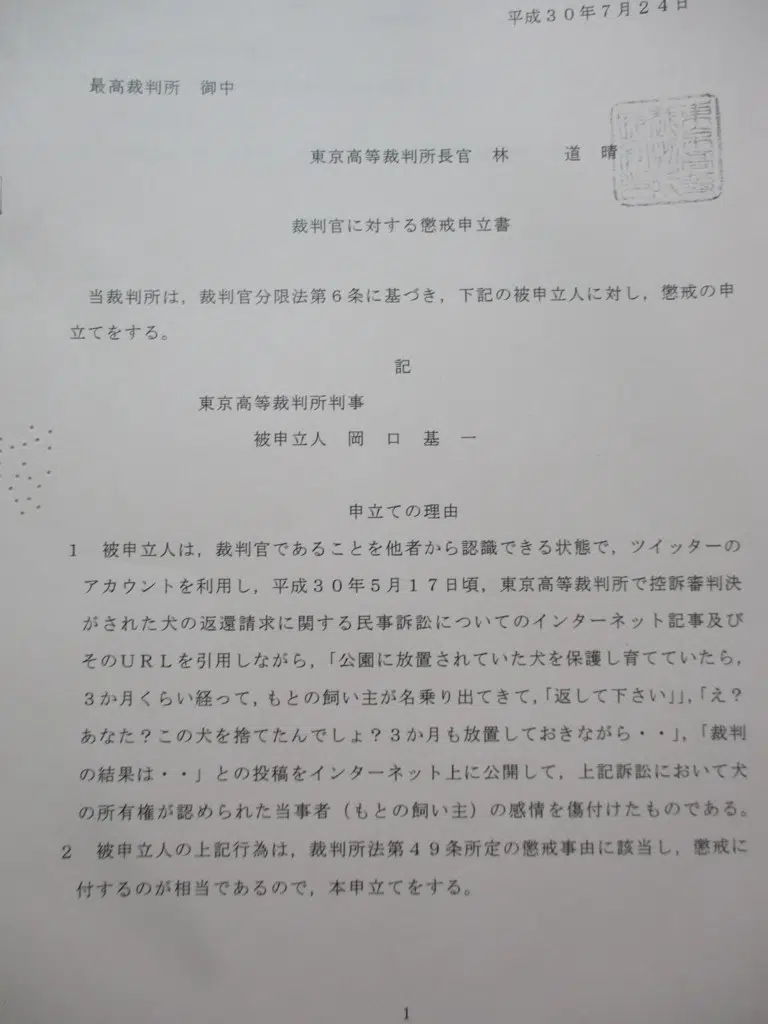 平成３０年７月２４日
最高裁判所　御中
東京高等裁判所長官　林　　道　晴
裁判官に対する懲戒申立書
当裁判所は，裁判官分限法第６条に基づき，下記の被申立人に対し，懲戒の申
立てをする。
記
東京高等裁判所判事
被申立人　岡　口　基　一
申立ての理由
１　被申立人は，裁判官であることを他者から認識できる状態で，ツイッターの
アカウントを利用し，平成３０年５月１７日頃，東京高等裁判所で控訴審判決
がされた犬の返還請求に関する民事訴訟についてのインターネット記事及び
そのＵＲＬを引用しながら，「公園に放置されていた犬を保護し育てていたら，
３か月くらい経って，もとの飼い主が名乗り出てきて，「返して下さい」」，「え？
あなた？この犬を捨てたんでしょ？３か月も放置しておきながら・・」，「裁判
の結果は・・」との投稿をインターネット上に公開して，上記訴訟において犬
の所有権が認められた当事者（もとの飼い主）の感情を傷付けたものである。
２　被申立人の上記行為は，裁判所法第４９条所定の懲戒事由に該当し，懲戒に
付するのが相当であるので，本申立てをする。
1